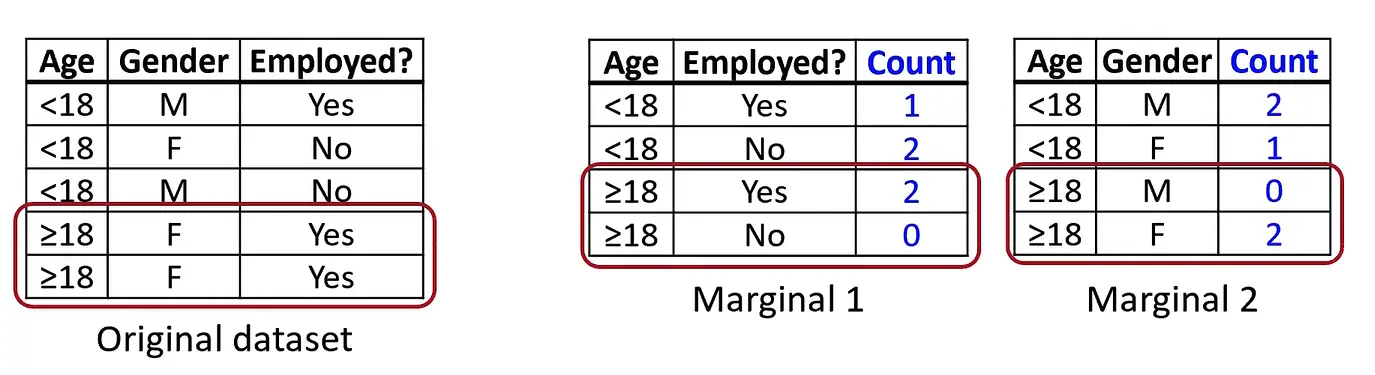 Age Gender Employed?
<18 M Yes
<18 F No
<18 M No
≥18 F Yes
≥18 F Yes
Original dataset
Age Employed? Count
<18 Yes 1
<18 No 2
≥18 Yes 2
≥18 No 0
Marginal 1
Age Gender Count
<18 M 2
<18 F 1
≥18 M 0
≥18 F 2
Marginal 2